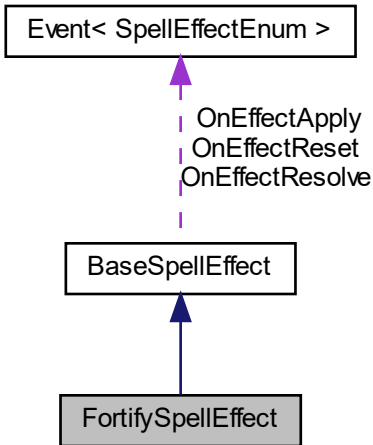 Event< SpellEffectEnum >
OnEffectApply
OnEffectReset
OnEffectResolve
BaseSpellEffect
FortifySpellEffect